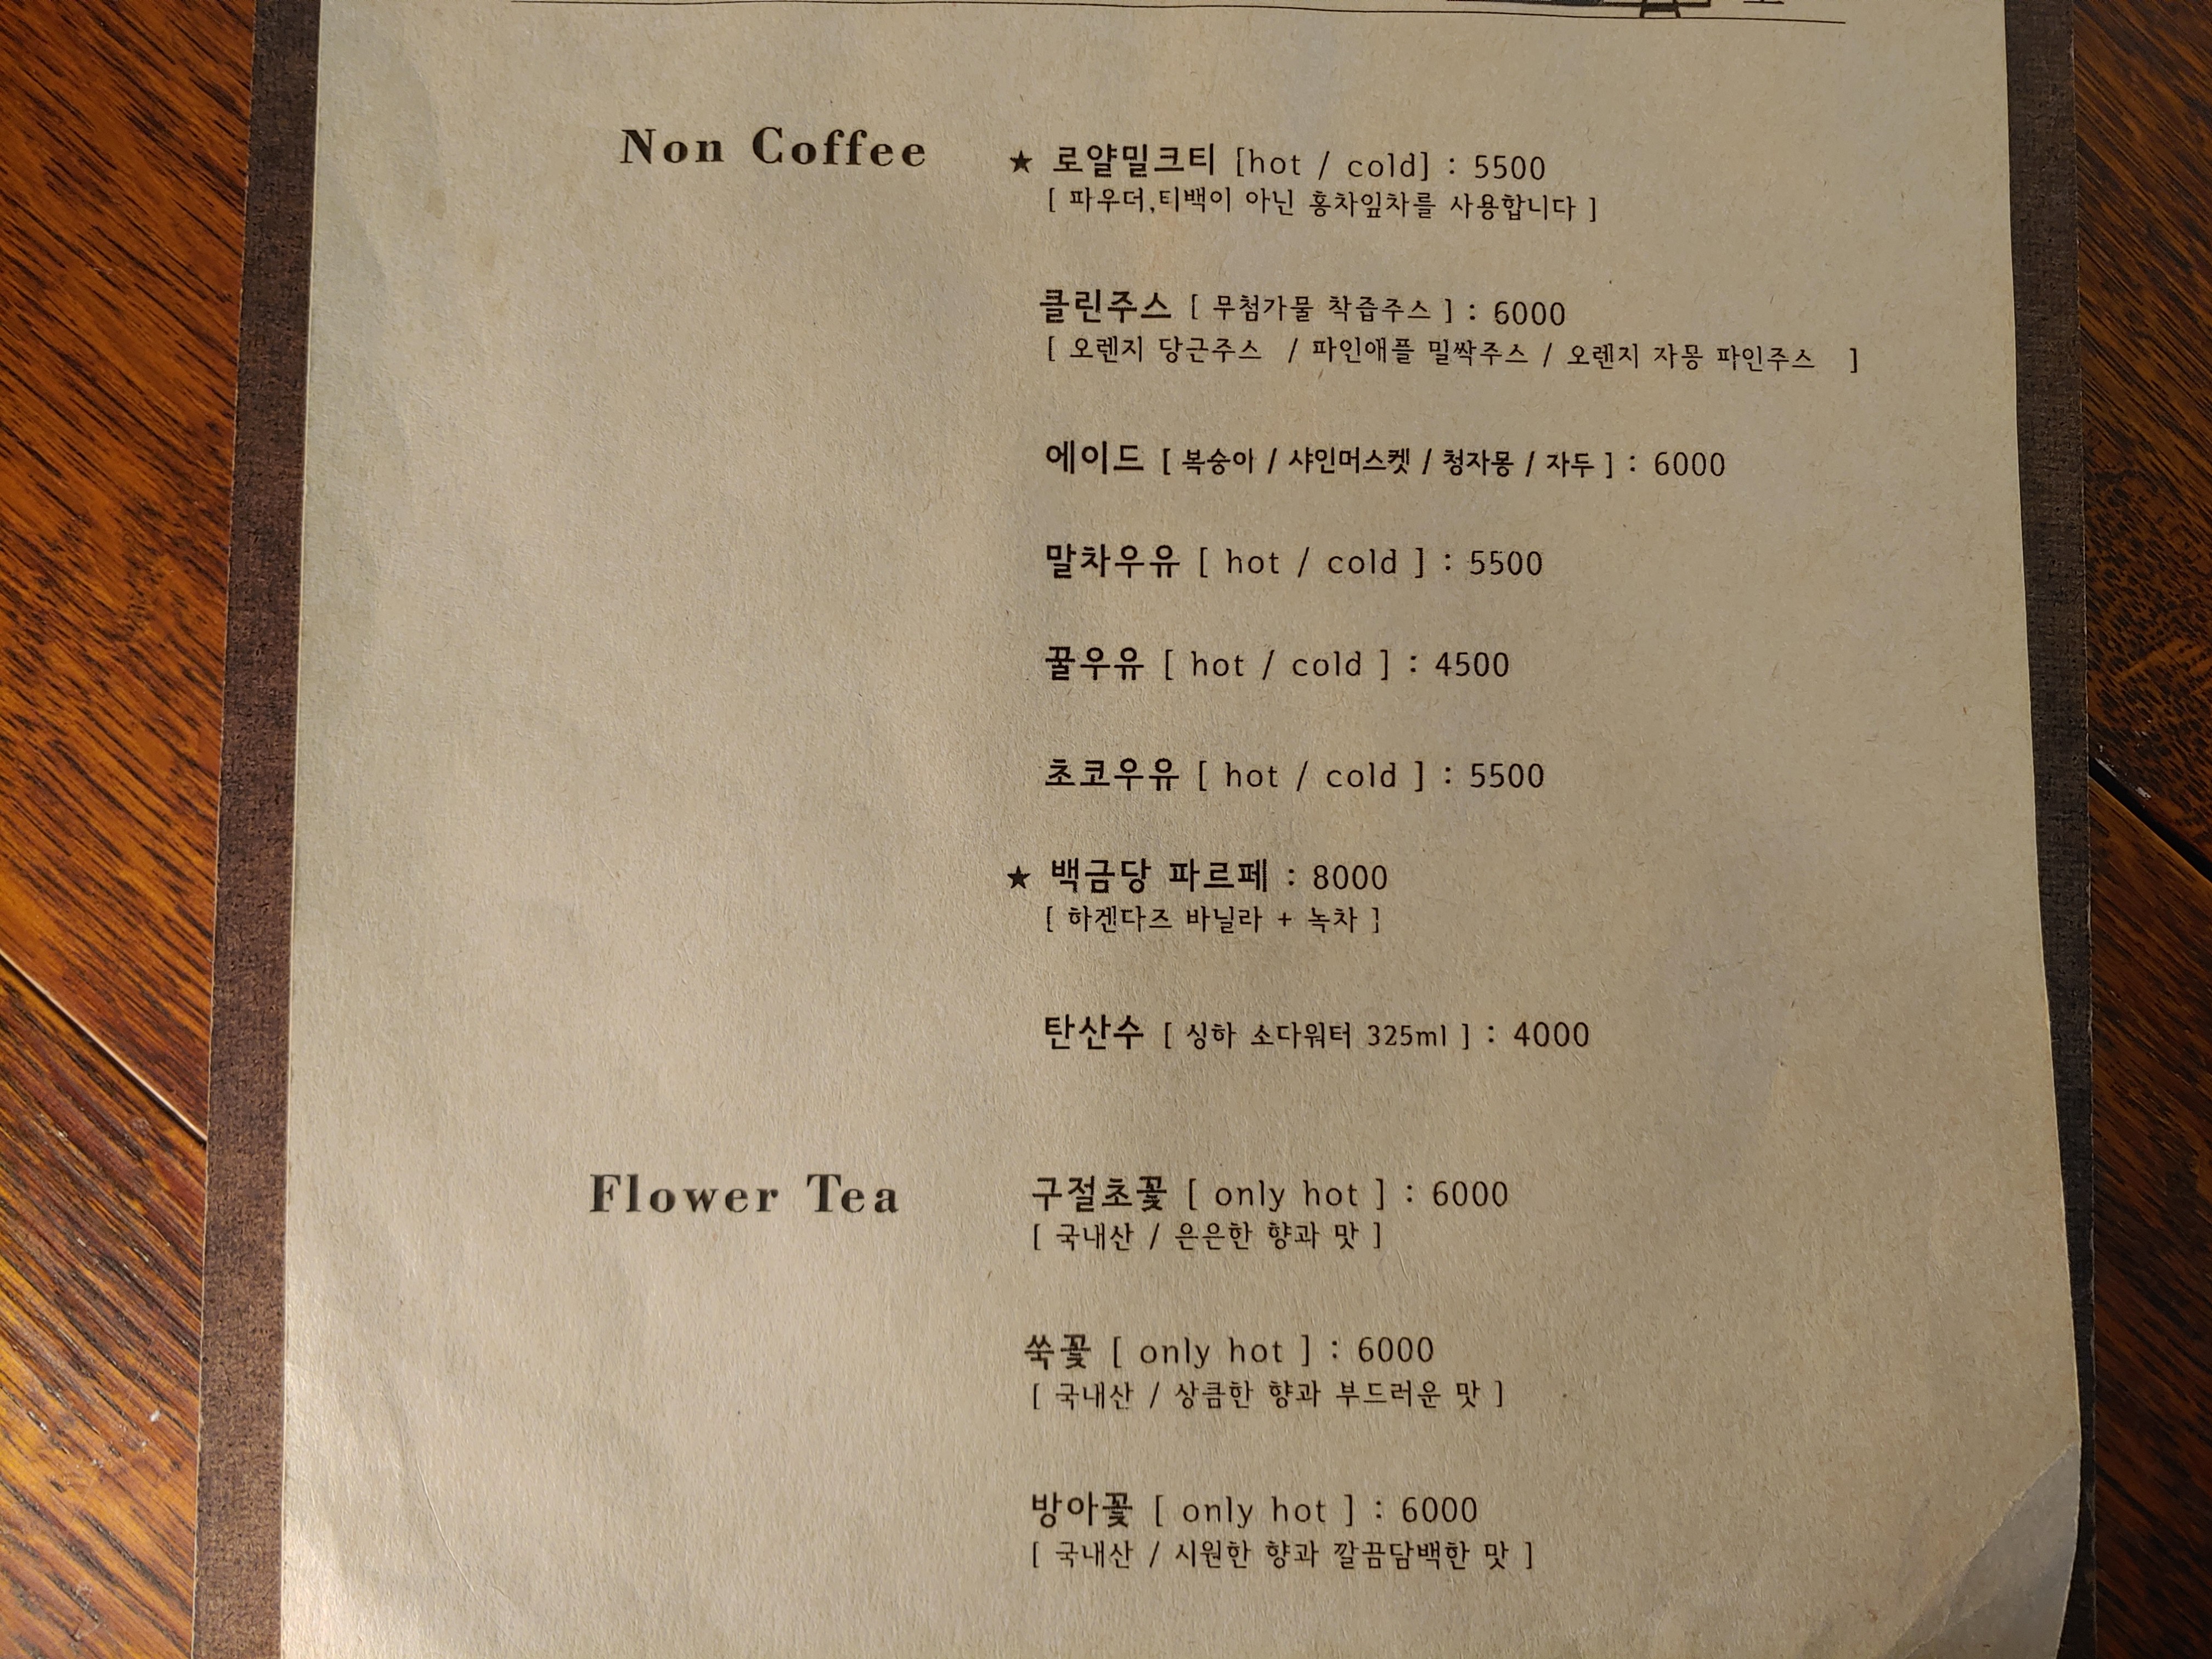 Non Coffee
★ 로얄밀크티 [hot / cold] : 5500
[ 파우더,티백이 아닌 홍차잎차를 사용합니다 ]
클린주스 [ 무첨가물 착즙주스 ] : 6000
[ 오렌지 당근주스 / 파인애플 밀싹주스 / 오렌지 자몽 파인주스 ]
에이드 [ 복숭아 / 샤인머스켓 / 청자몽 / 자두 ] : 6000
말차우유 [ hot / cold ] : 5500
꿀우유 [ hot / cold ] : 4500
초코우유 [ hot / cold ] : 5500
★ 백금당 파르페 : 8000
[ 하겐다즈 바닐라 + 녹차 ]
탄산수 [ 싱하 소다워터 325ml ] : 4000
Flower Tea
구절초꽃 [ only hot ] : 6000
[ 국내산 / 은은한 향과 맛 ]
쑥꽃 [ only hot ] : 6000
[ 국내산 / 상큼한 향과 부드러운 맛 ]
방아꽃 [ only hot ] : 6000
[ 국내산 / 시원한 향과 깔끔담백한 맛 ]